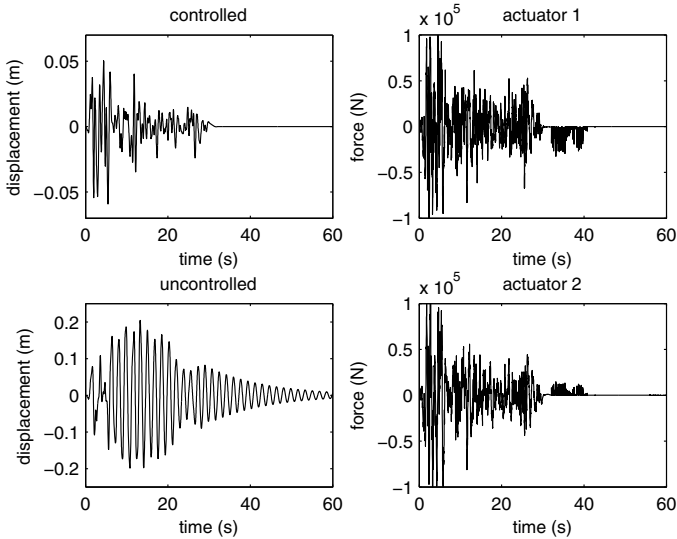 controlled
displacement (m)
0.05
0
−0.05
0 20 40 60
time (s)
actuator 1
x 10^5
force (N)
1
0.5
0
−0.5
−1
0 20 40 60
time (s)
uncontrolled
displacement (m)
0.2
0.1
0
−0.1
−0.2
0 20 40 60
time (s)
actuator 2
x 10^5
force (N)
1
0.5
0
−0.5
−1
0 20 40 60
time (s)